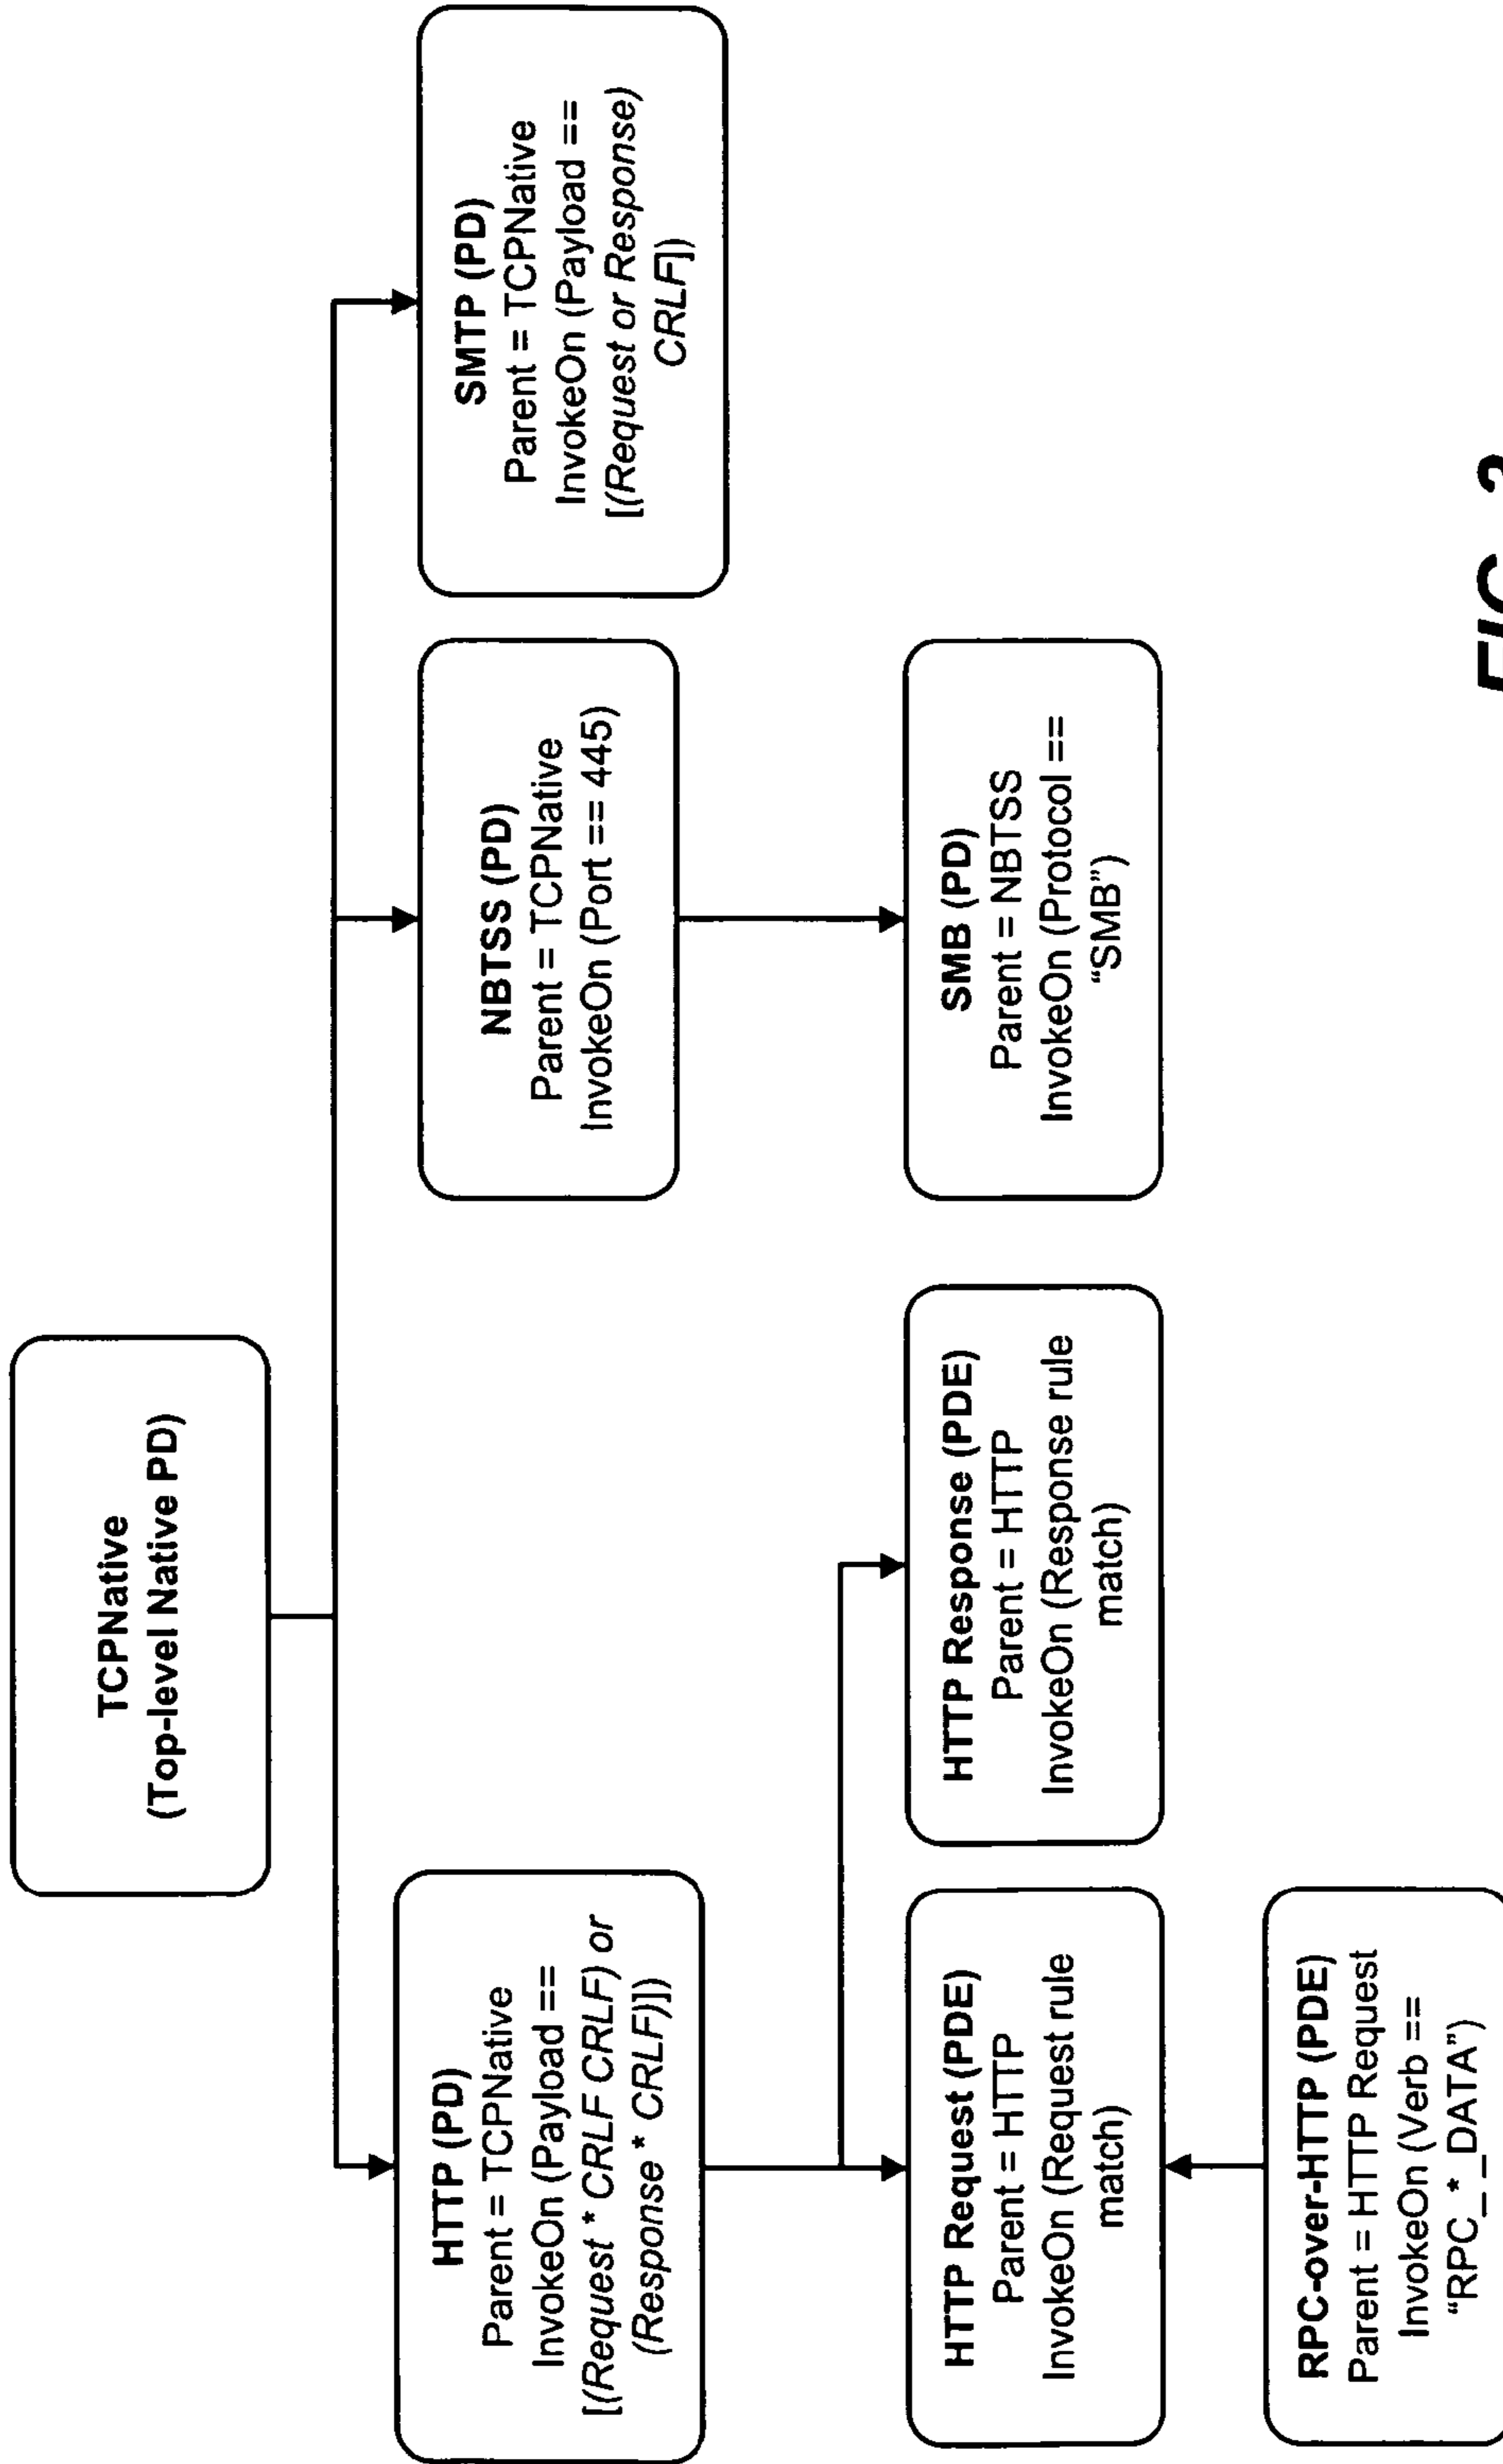 TCPNative
(Top-level Native PD)
HTTP (PD)
Parent = TCPNative
InvokeOn (Payload ==
[(Request * CRLF CRLF) or
(Response * CRLF)])
NBTSS (PD)
Parent = TCPNative
InvokeOn (Port == 445)
SMTP (PD)
Parent = TCPNative
InvokeOn (Payload ==
[(Request or Response)
CRLF])
HTTP Request (PDE)
Parent = HTTP
InvokeOn (Request rule
match)
HTTP Response (PDE)
Parent = HTTP
InvokeOn (Response rule
match)
SMB (PD)
Parent = NBTSS
InvokeOn (Protocol ==
“SMB”)
RPC-over-HTTP (PDE)
Parent = HTTP Request
InvokeOn (Verb ==
“RPC_*_DATA”)
FIG.